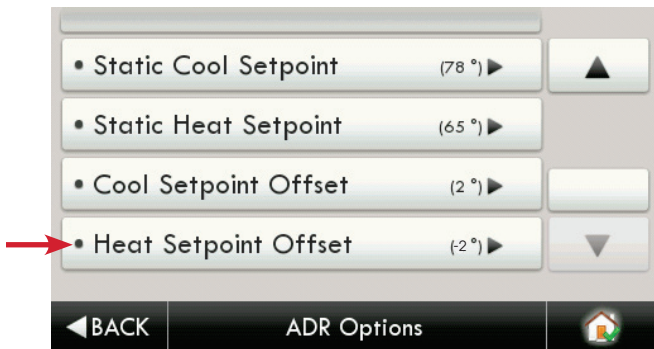 • Static Cool Setpoint (78 °) ▶
• Static Heat Setpoint (65 °) ▶
• Cool Setpoint Offset (2 °) ▶
• Heat Setpoint Offset (-2 °) ▶
◀ BACK ADR Options